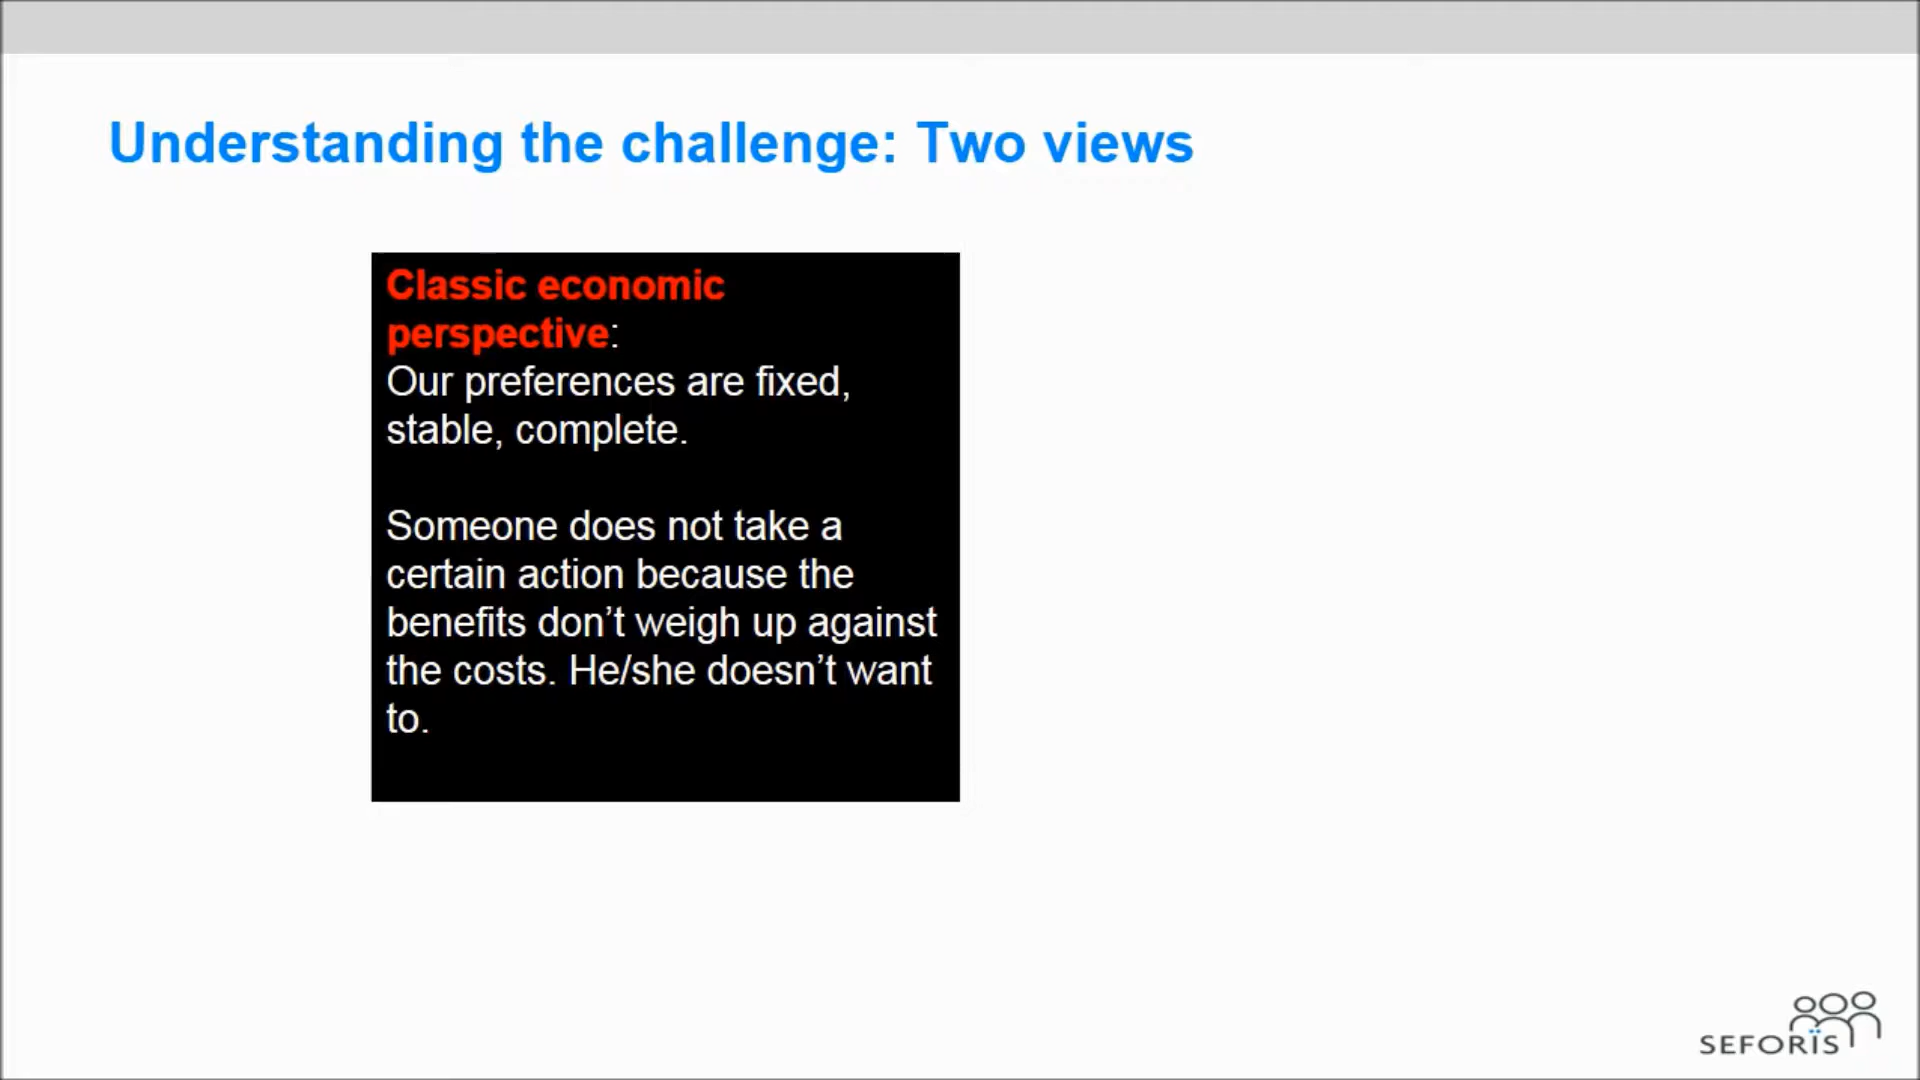 Understanding the challenge: Two views
Classic economic
perspective:
Our preferences are fixed,
stable, complete.
Someone does not take a
certain action because the
benefits don’t weigh up against
the costs. He/she doesn’t want
to.
SEFORÏS